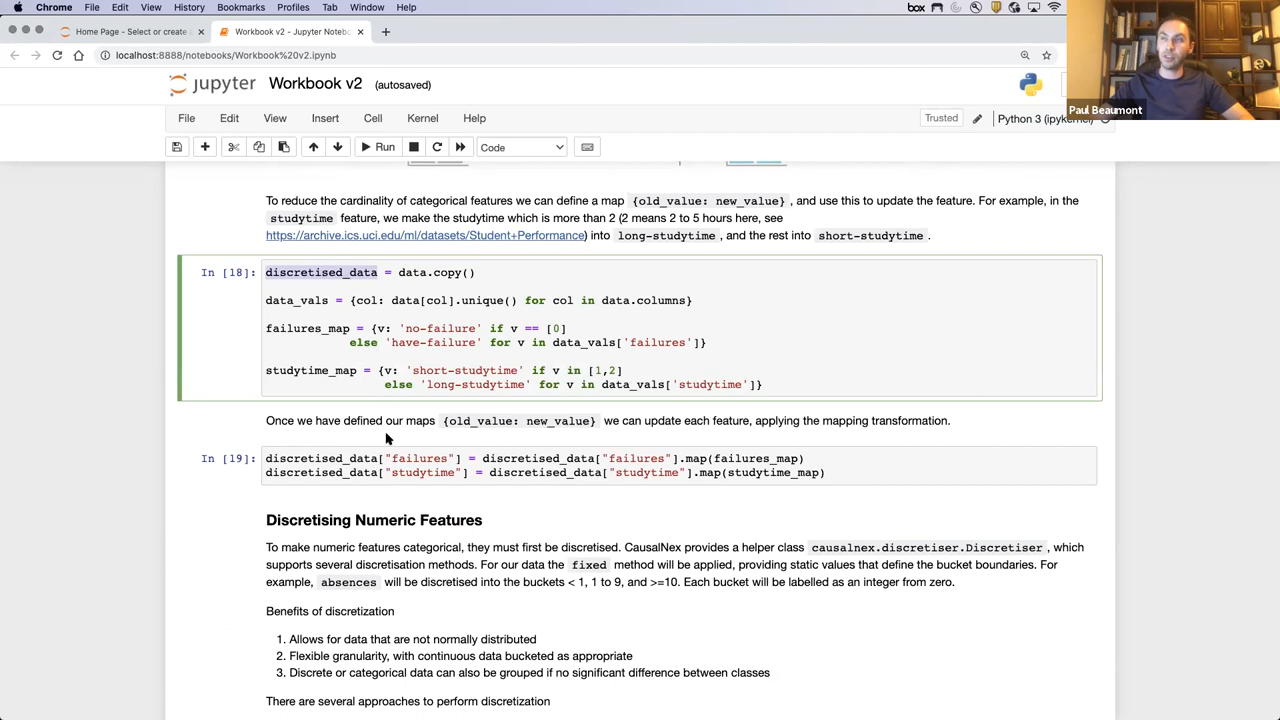 Chrome File Edit View History Bookmarks Profiles Tab Window Help box
Home Page - Select or create a
Workbook v2 - Jupyter Notebo
localhost:8888/notebooks/Workbook%20v2.ipynb
Paul Beaumont
jupyter Workbook v2 (autosaved)
File Edit View Insert Cell Kernel Help
Trusted
Python 3 (ipykernel)
Run
Code
To reduce the cardinality of categorical features we can define a map {old_value: new_value}, and use this to update the feature. For example, in the
studytime feature, we make the studytime which is more than 2 (2 means 2 to 5 hours here, see
https://archive.ics.uci.edu/ml/datasets/Student+Performance) into long-studytime, and the rest into short-studytime.
In [18]: discretised_data = data.copy()
data_vals = {col: data[col].unique() for col in data.columns}
failures_map = {v: 'no-failure' if v == [0]
else 'have-failure' for v in data_vals['failures']}
studytime_map = {v: 'short-studytime' if v in [1,2]
else 'long-studytime' for v in data_vals['studytime']}
Once we have defined our maps {old_value: new_value} we can update each feature, applying the mapping transformation.
In [19]: discretised_data["failures"] = discretised_data["failures"].map(failures_map)
discretised_data["studytime"] = discretised_data["studytime"].map(studytime_map)
Discretising Numeric Features
To make numeric features categorical, they must first be discretised. CausalNex provides a helper class causalnex.discretiser.Discretiser, which
supports several discretisation methods. For our data the fixed method will be applied, providing static values that define the bucket boundaries. For
example, absences will be discretised into the buckets < 1, 1 to 9, and >=10. Each bucket will be labelled as an integer from zero.
Benefits of discretization
1. Allows for data that are not normally distributed
2. Flexible granularity, with continuous data bucketed as appropriate
3. Discrete or categorical data can also be grouped if no significant difference between classes
There are several approaches to perform discretization